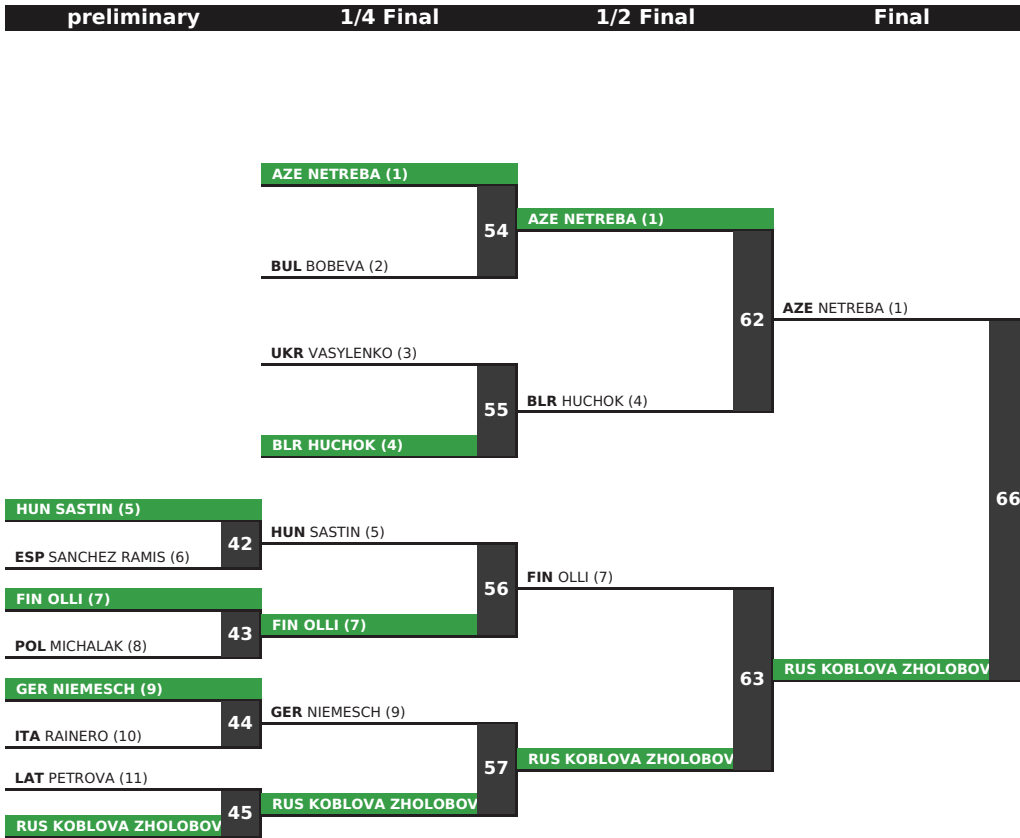 preliminary 1/4 Final 1/2 Final Final
AZE NETREBA (1)
AZE NETREBA (1)
54
BUL BOBEVA (2)
AZE NETREBA (1)
62
UKR VASYLENKO (3)
BLR HUCHOK (4)
55
BLR HUCHOK (4)
66
HUN SASTIN (5)
HUN SASTIN (5)
42
ESP SANCHEZ RAMIS (6)
FIN OLLI (7)
56
FIN OLLI (7)
FIN OLLI (7)
43
POL MICHALAK (8)
RUS KOBLOVA ZHOLOBOV
63
GER NIEMESCH (9)
GER NIEMESCH (9)
44
ITA RAINERO (10)
RUS KOBLOVA ZHOLOBOV
57
LAT PETROVA (11)
RUS KOBLOVA ZHOLOBOV
45
RUS KOBLOVA ZHOLOBOV